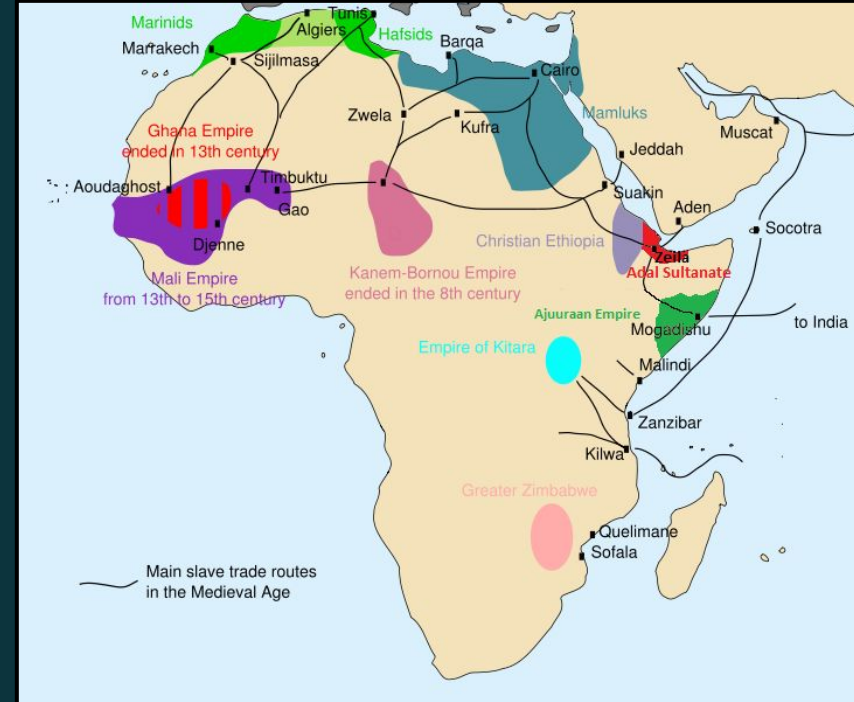 Marinids
Tunis
Algiers
Hafsids
Marrakech
Sijilmasa
Barqa
Cairo
Zwela
Kufra
Mamluks
Muscat
Ghana Empire
ended in 13th century
Jeddah
Aoudaghost
Timbuktu
Gao
Suakin
Aden
Socotra
Djenne
Christian Ethiopia
Zeila
Adal Sultanate
Mali Empire
from 13th to 15th century
Kanem-Bornou Empire
ended in the 8th century
Ajuuraan Empire
Mogadishu
to India
Empire of Kitara
Malindi
Zanzibar
Kilwa
Greater Zimbabwe
Quelimane
Sofala
Main slave trade routes
in the Medieval Age